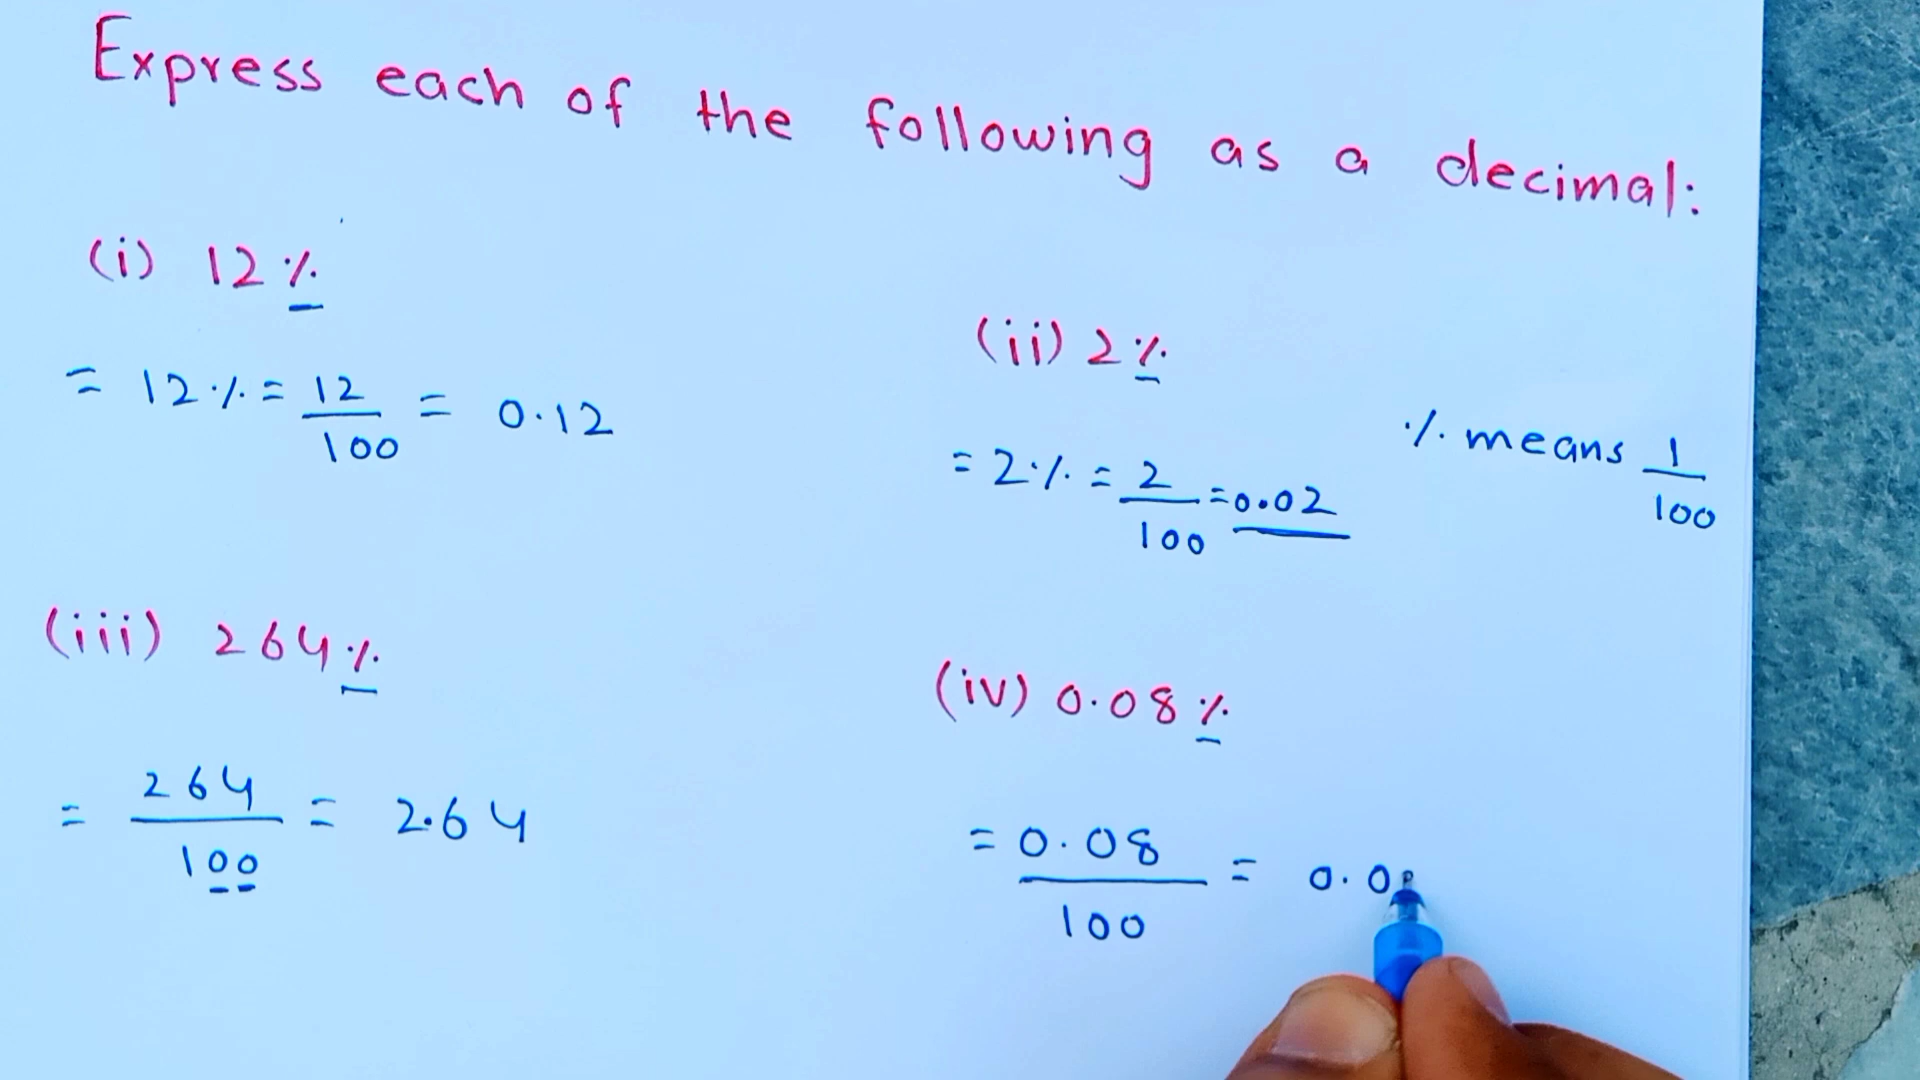 Express each of the following as a decimal:
(i) 12%
= 12% = 12/100 = 0.12
(ii) 2%
= 2% = 2/100 = 0.02
% means 1/100
(iii) 264%
= 264/100 = 2.64
(iv) 0.08%
= 0.08/100 = 0.0